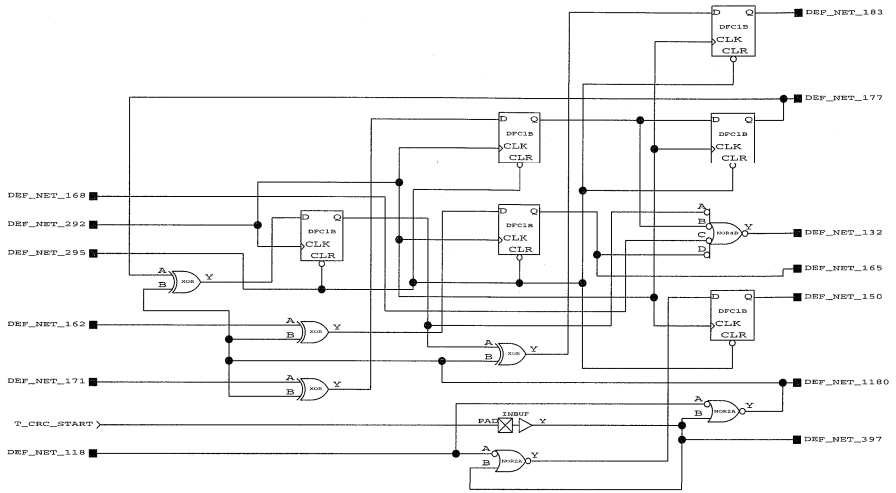 D Q DEF_NET_183
DFC1B
CLK
CLR
DEF_NET_177
D Q D Q
DFC1B DFC1B
CLK CLK
CLR CLR
DEF_NET_168
DEF_NET_292
D Q D Q A
DFC1B DFC1B B NOR4D Y DEF_NET_132
CLK CLK C
DEF_NET_295
CLR CLR D
A DEF_NET_165
XOR Y
B
D Q DEF_NET_150
DFC1B
DEF_NET_162 A CLK
XOR Y
B CLR
A
XOR Y
B
DEF_NET_171 A DEF_NET_1180
XOR Y
B
A
NOR2A Y
B
INBUF
T_CRC_START PAD Y
DEF_NET_397
DEF_NET_118 A
NOR2A Y
B